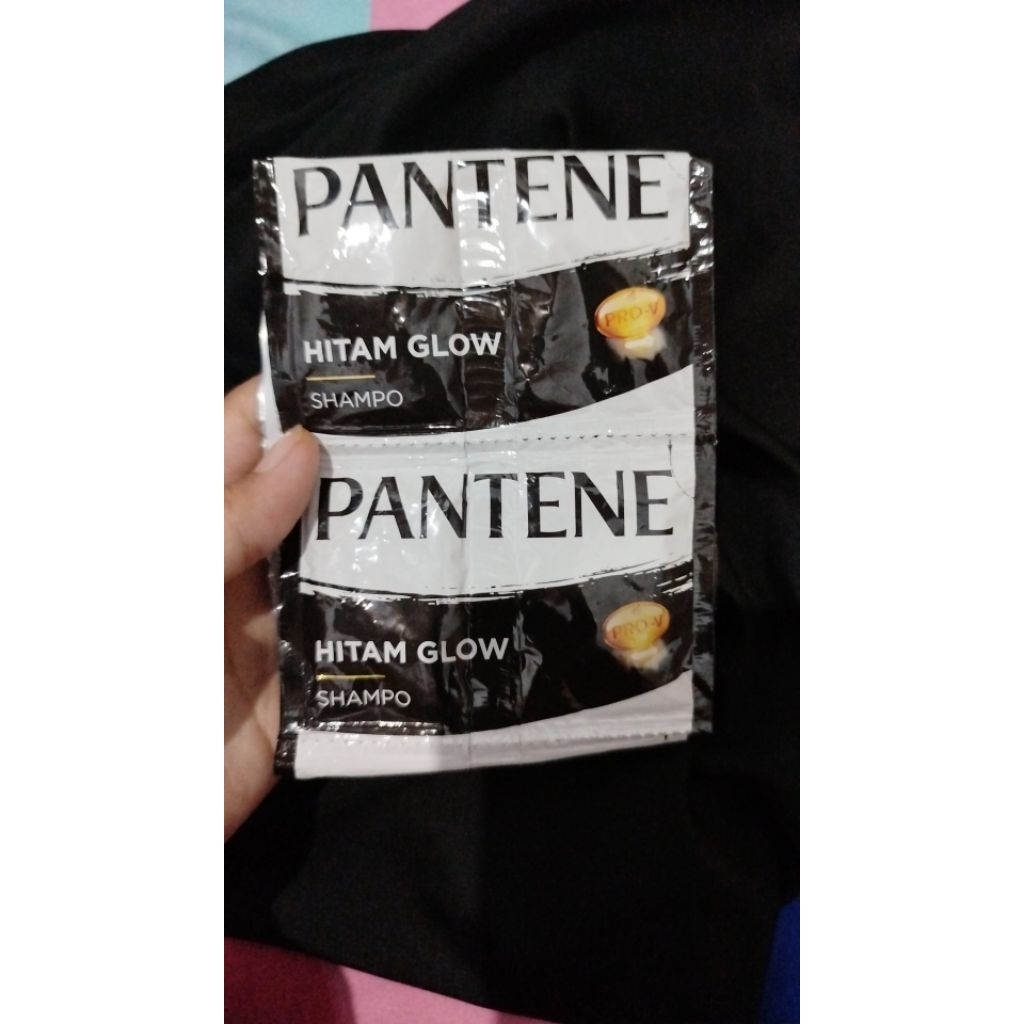 PANTENE
PRO-V
HITAM GLOW
SHAMPO
PANTENE
PRO-V
HITAM GLOW
SHAMPO